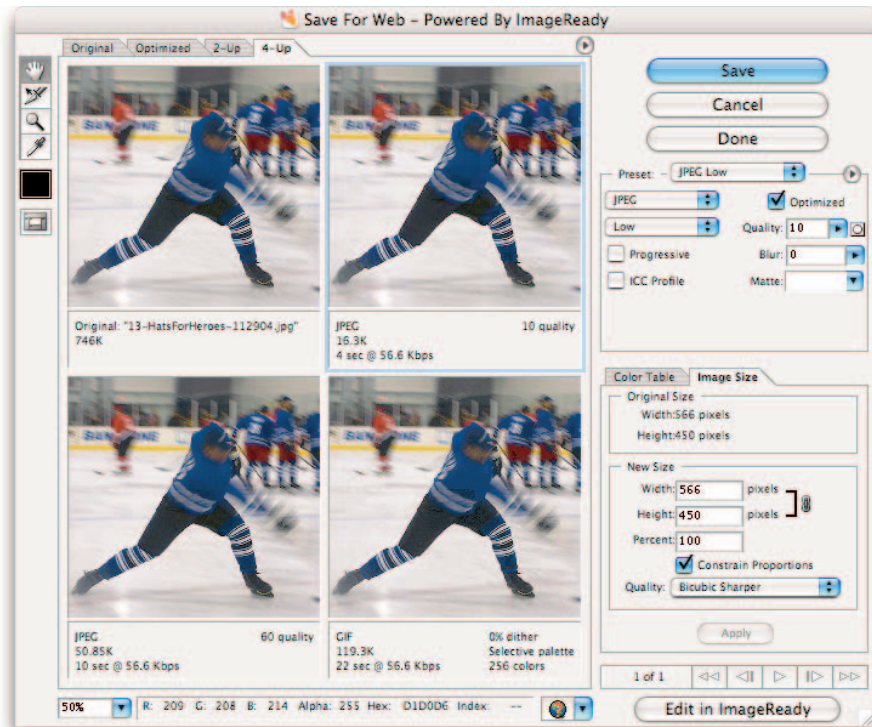 Save For Web – Powered By ImageReady
Original
Optimized
2-Up
4-Up
Original: "13-HatsForHeroes-112904.jpg"
746K
JPEG
10 quality
16.3K
4 sec @ 56.6 Kbps
JPEG
60 quality
50.85K
10 sec @ 56.6 Kbps
GIF
0% dither
119.3K
Selective palette
22 sec @ 56.6 Kbps
256 colors
50%
R: 209 G: 208 B: 214 Alpha: 255 Hex: D1D0D6 Index: --
Save
Cancel
Done
Preset: JPEG Low
JPEG
Optimized
Low
Quality: 10
Progressive
Blur: 0
ICC Profile
Matte:
Color Table
Image Size
Original Size
Width:566 pixels
Height:450 pixels
New Size
Width: 566 pixels
Height: 450 pixels
Percent: 100
Constrain Proportions
Quality: Bicubic Sharper
Apply
1 of 1
Edit in ImageReady